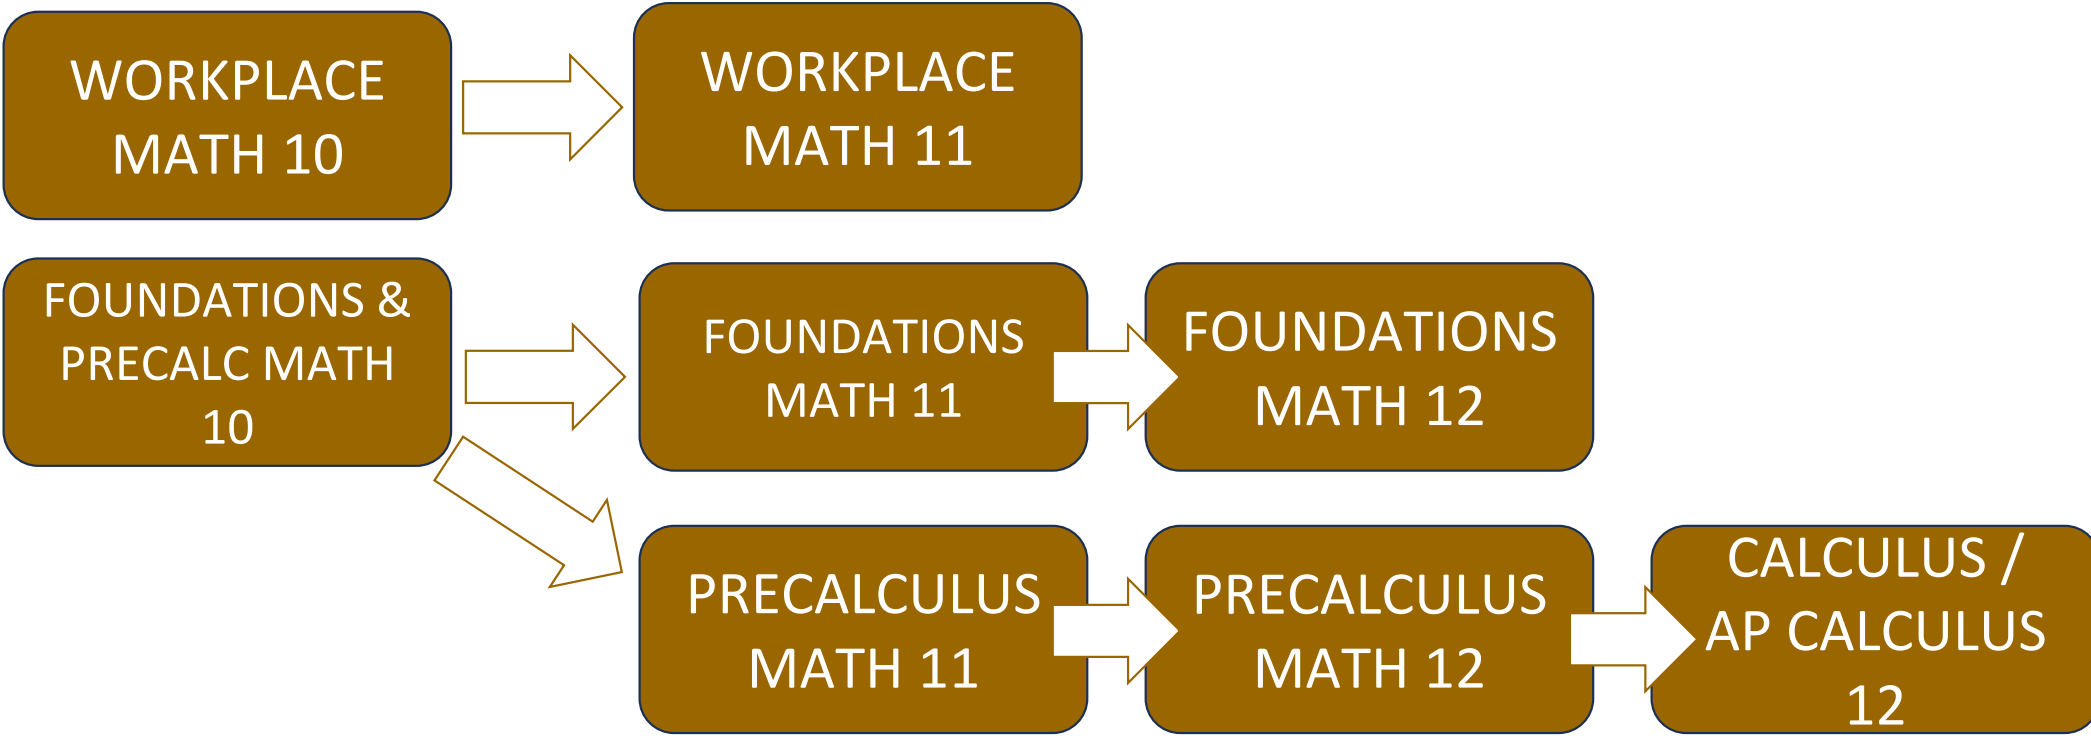 WORKPLACE
MATH 10
WORKPLACE
MATH 11
FOUNDATIONS &
PRECALC MATH
10
FOUNDATIONS
MATH 11
FOUNDATIONS
MATH 12
PRECALCULUS
MATH 11
PRECALCULUS
MATH 12
CALCULUS /
AP CALCULUS
12